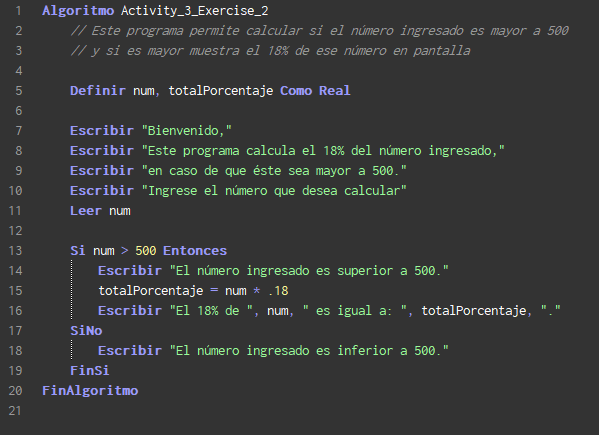 1 Algoritmo Activity_3_Exercise_2
2 // Este programa permite calcular si el número ingresado es mayor a 500
3 // y si es mayor muestra el 18% de ese número en pantalla
4
5 Definir num, totalPorcentaje Como Real
6
7 Escribir "Bienvenido,"
8 Escribir "Este programa calcula el 18% del número ingresado,"
9 Escribir "en caso de que éste sea mayor a 500."
10 Escribir "Ingrese el número que desea calcular"
11 Leer num
12
13 Si num > 500 Entonces
14 Escribir "El número ingresado es superior a 500."
15 totalPorcentaje = num * .18
16 Escribir "El 18% de ", num, " es igual a: ", totalPorcentaje, "."
17 SiNo
18 Escribir "El número ingresado es inferior a 500."
19 FinSi
20 FinAlgoritmo
21